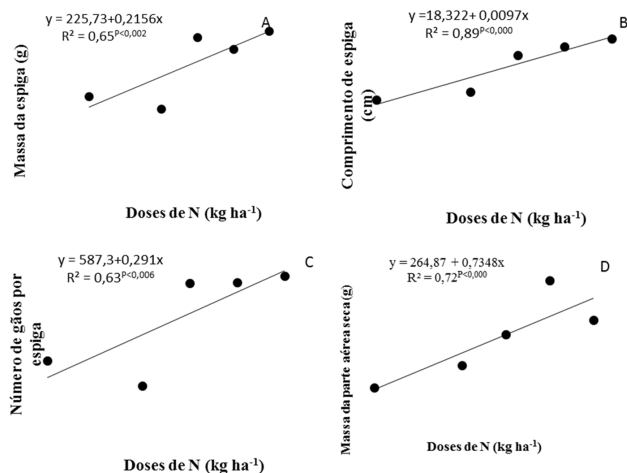 y = 225,73+0,2156x
R² = 0,65P<0,002
A
Massa da espiga (g)
Doses de N (kg ha⁻¹)
y =18,322+ 0,0097x
R² = 0,89P<0,000
B
Comprimento de espiga
(cm)
Doses de N (kg ha⁻¹)
y = 587,3+0,291x
R² = 0,63P<0,006
C
Número de gãos por
espiga
Doses de N (kg ha⁻¹)
y = 264,87 + 0,7348x
R² = 0,72P<0,000
D
Massa da parte aérea seca (g)
Doses de N (kg ha⁻¹)